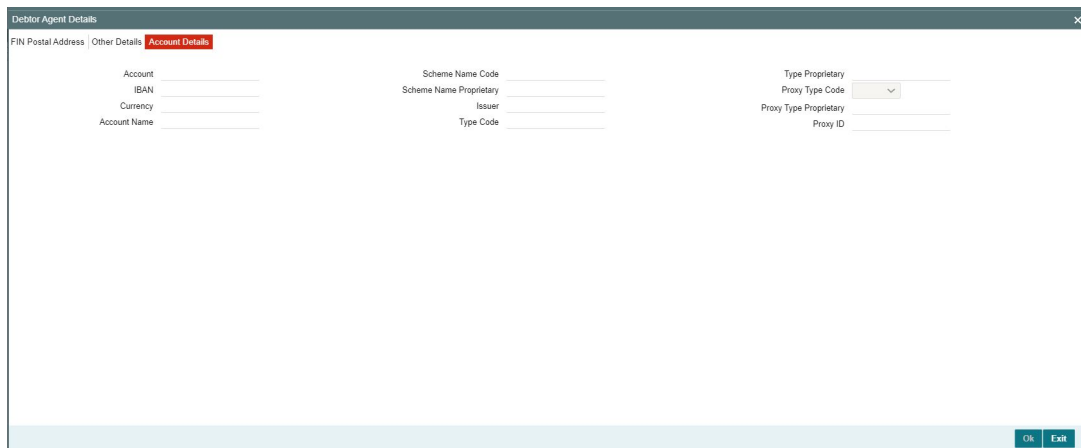 Debtor Agent Details
FIN Postal Address Other Details Account Details
Account Scheme Name Code Type Proprietary
IBAN Scheme Name Proprietary Proxy Type Code
Currency Issuer Proxy Type Proprietary
Account Name Type Code Proxy ID
Ok Exit